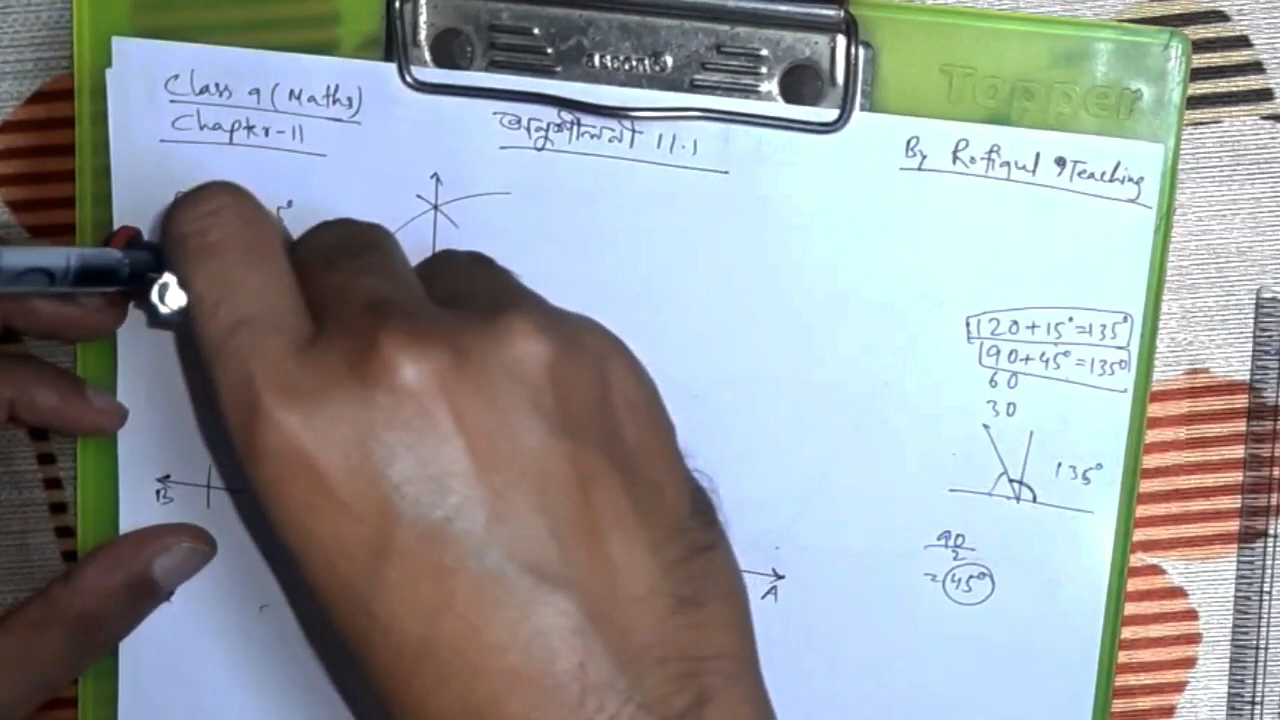 Topper
Class 9 (Maths)
Chapter-11
অনুশীলনী 11.1
By Rofiqul 9Teaching
5°
120+15°=135°
90+45°=135°
60
30
135°
B
A
90
2
=45°